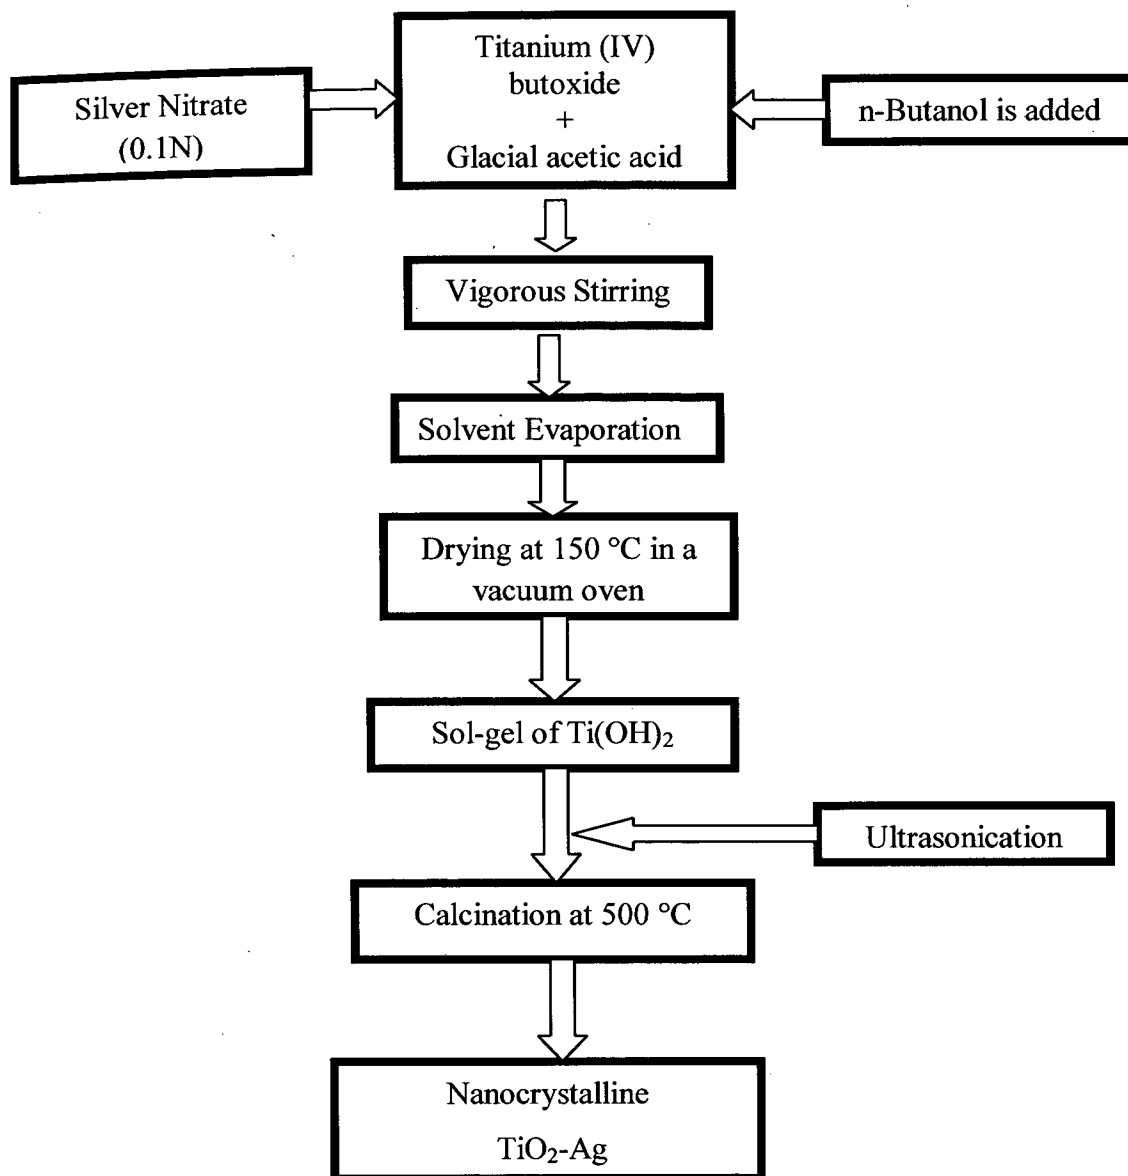 Titanium (IV)
butoxide
+
Glacial acetic acid
Silver Nitrate
(0.1N)
n-Butanol is added
Vigorous Stirring
Solvent Evaporation
Drying at 150 °C in a
vacuum oven
Sol-gel of Ti(OH)₂
Ultrasonication
Calcination at 500 °C
Nanocrystalline
TiO₂-Ag